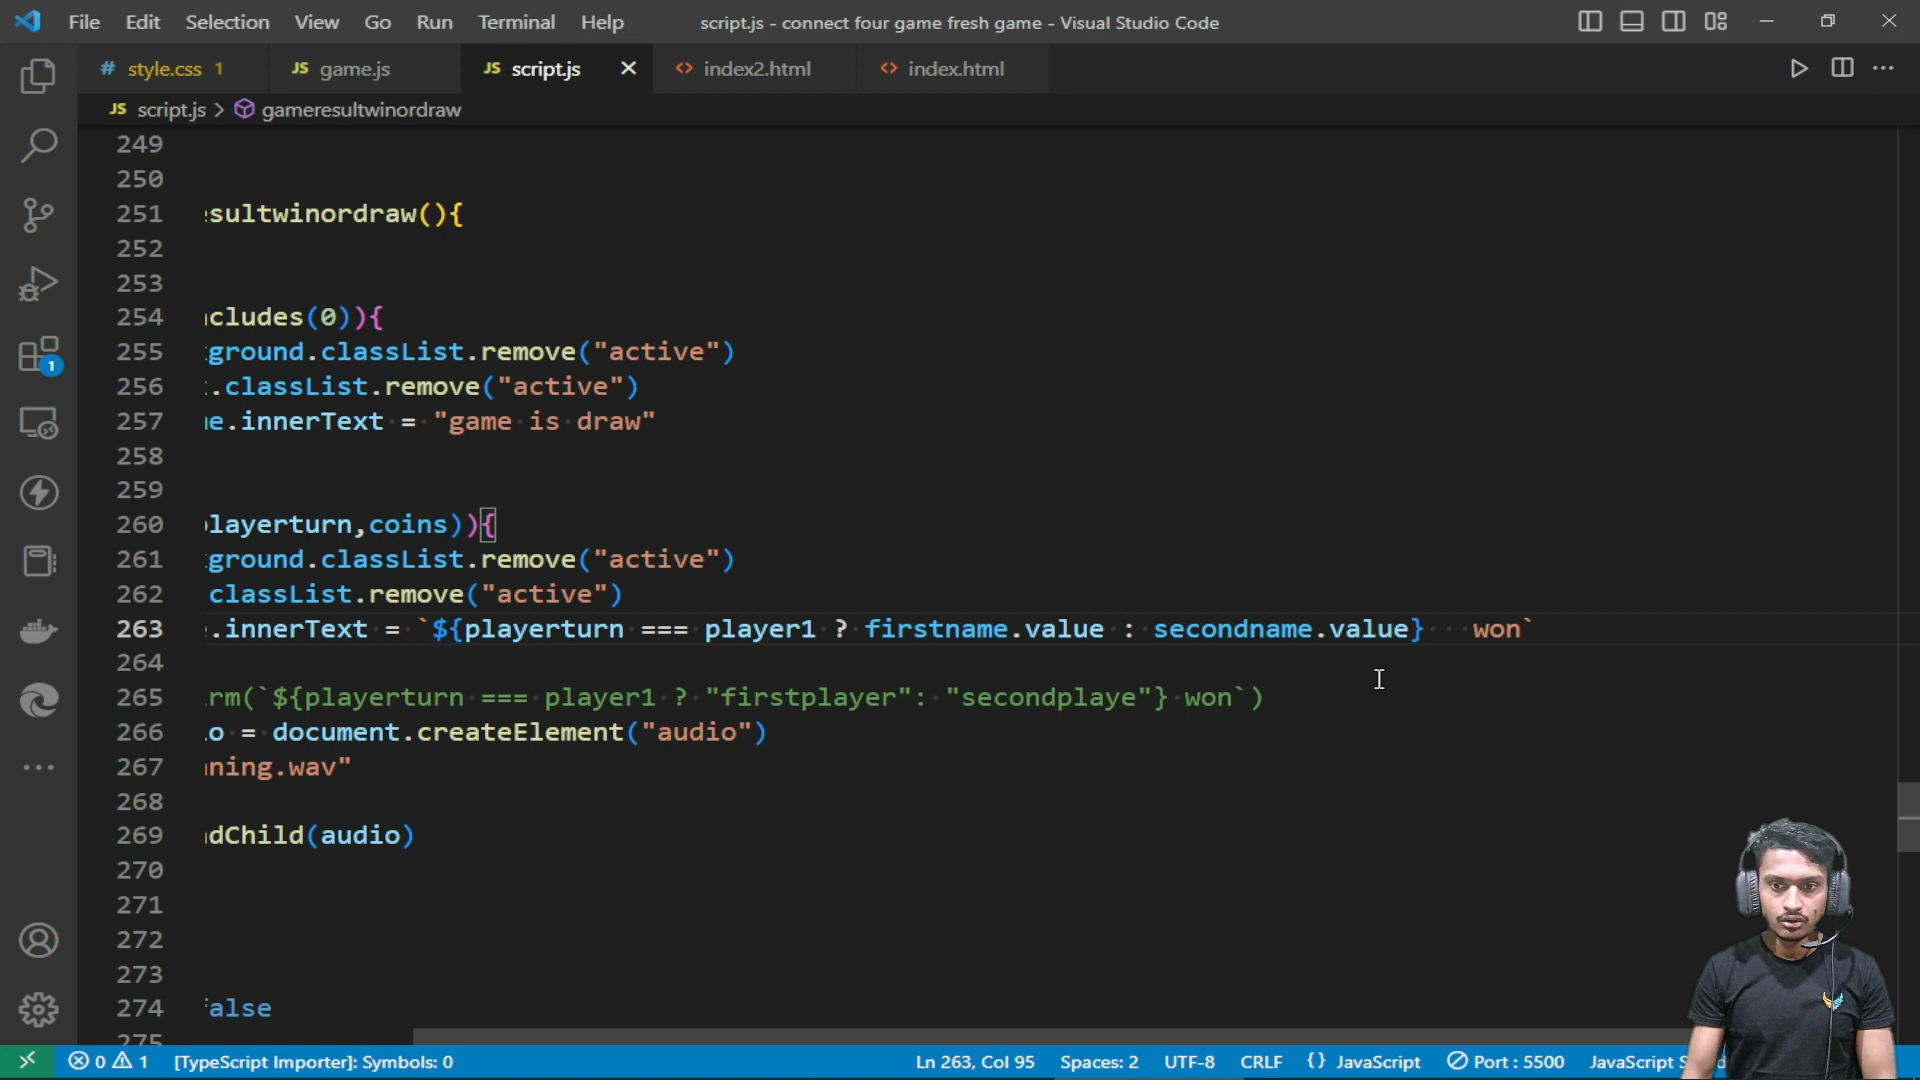 File Edit Selection View Go Run Terminal Help script.js - connect four game fresh game - Visual Studio Code
# style.css 1 JS game.js JS script.js <> index2.html <> index.html
JS script.js > gameresultwinordraw
249
250
251 sultwinordraw(){
252
253
254 cludes(0)){
255 ground.classList.remove("active")
256 .classList.remove("active")
257 e.innerText = "game is draw"
258
259
260 layerturn,coins)){
261 ground.classList.remove("active")
262 classList.remove("active")
263 .innerText = `${playerturn === player1 ? firstname.value : secondname.value}   won`
264
265 rm(`${playerturn === player1 ? "firstplayer": "secondplaye"} won`)
266 o = document.createElement("audio")
267 ning.wav"
268
269 dChild(audio)
270
271
272
273
274 alse
275
1
0 1 [TypeScript Importer]: Symbols: 0 Ln 263, Col 95 Spaces: 2 UTF-8 CRLF {} JavaScript Port : 5500 JavaScript